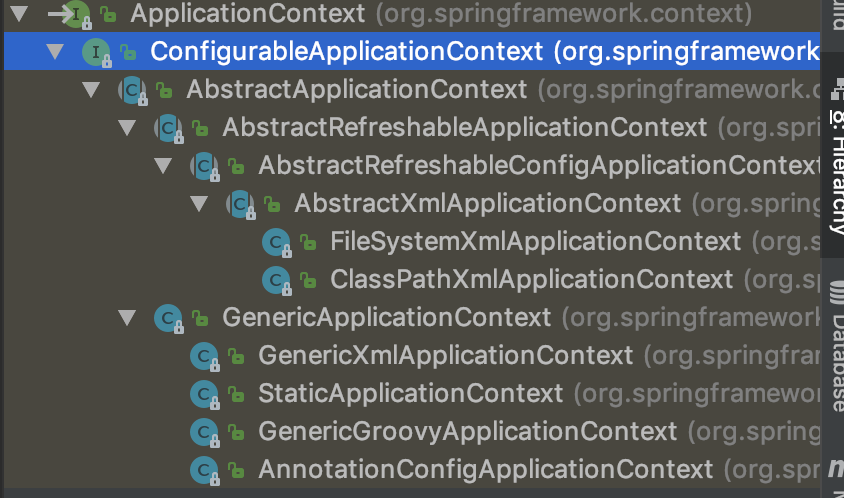 ApplicationContext (org.springframework.context)
ConfigurableApplicationContext (org.springframework
AbstractApplicationContext (org.springframework.c
AbstractRefreshableApplicationContext (org.spri
AbstractRefreshableConfigApplicationContext
AbstractXmlApplicationContext (org.spring
FileSystemXmlApplicationContext (org.s
ClassPathXmlApplicationContext (org.sp
GenericApplicationContext (org.springframework
GenericXmlApplicationContext (org.springfram
StaticApplicationContext (org.springframewor
GenericGroovyApplicationContext (org.spring
AnnotationConfigApplicationContext (org.spr
8: Hierarchy
Database